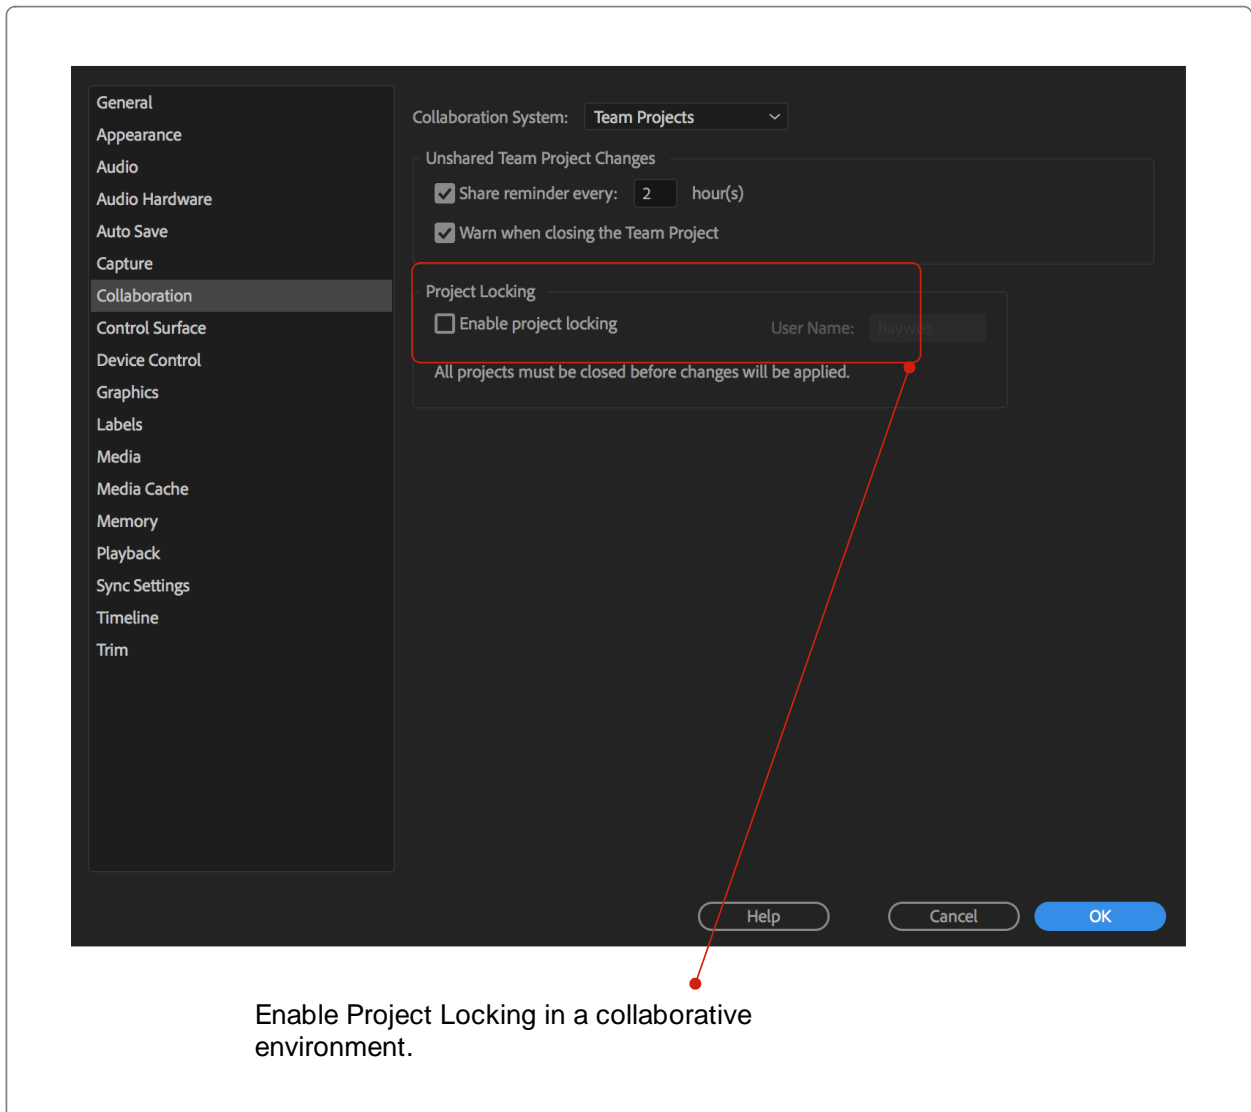 General
Appearance
Audio
Audio Hardware
Auto Save
Capture
Collaboration
Control Surface
Device Control
Graphics
Labels
Media
Media Cache
Memory
Playback
Sync Settings
Timeline
Trim
Collaboration System: Team Projects
Unshared Team Project Changes
Share reminder every: 2 hour(s)
Warn when closing the Team Project
Project Locking
Enable project locking User Name:
All projects must be closed before changes will be applied.
Help Cancel OK
Enable Project Locking in a collaborative
environment.